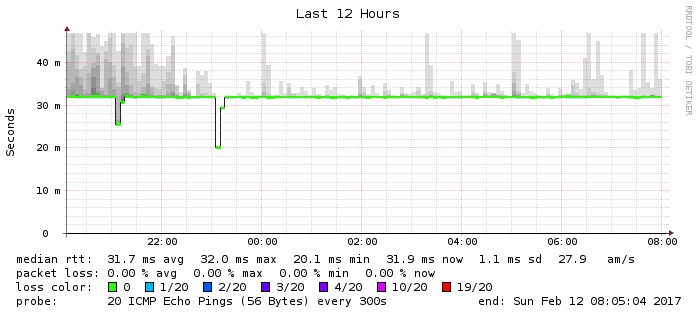 Last 12 Hours
RRDTOOL / TOBI OETIKER
Seconds
40 m
30 m
20 m
10 m
0
22:00 00:00 02:00 04:00 06:00 08:00
median rtt: 31.7 ms avg 32.0 ms max 20.1 ms min 31.9 ms now 1.1 ms sd 27.9 am/s
packet loss: 0.00 % avg 0.00 % max 0.00 % min 0.00 % now
loss color: 0 1/20 2/20 3/20 4/20 10/20 19/20
probe: 20 ICMP Echo Pings (56 Bytes) every 300s end: Sun Feb 12 08:05:04 2017